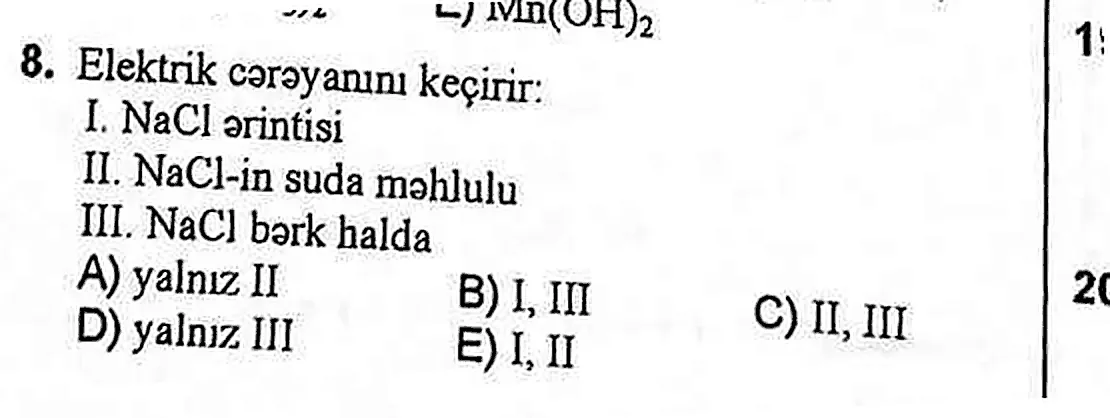 Mn(OH)₂
8. Elektrik cərəyanını keçirir:
I. NaCl ərintisi
II. NaCl-in suda məhlulu
III. NaCl bərk halda
A) yalnız II B) I, III C) II, III
D) yalnız III E) I, II